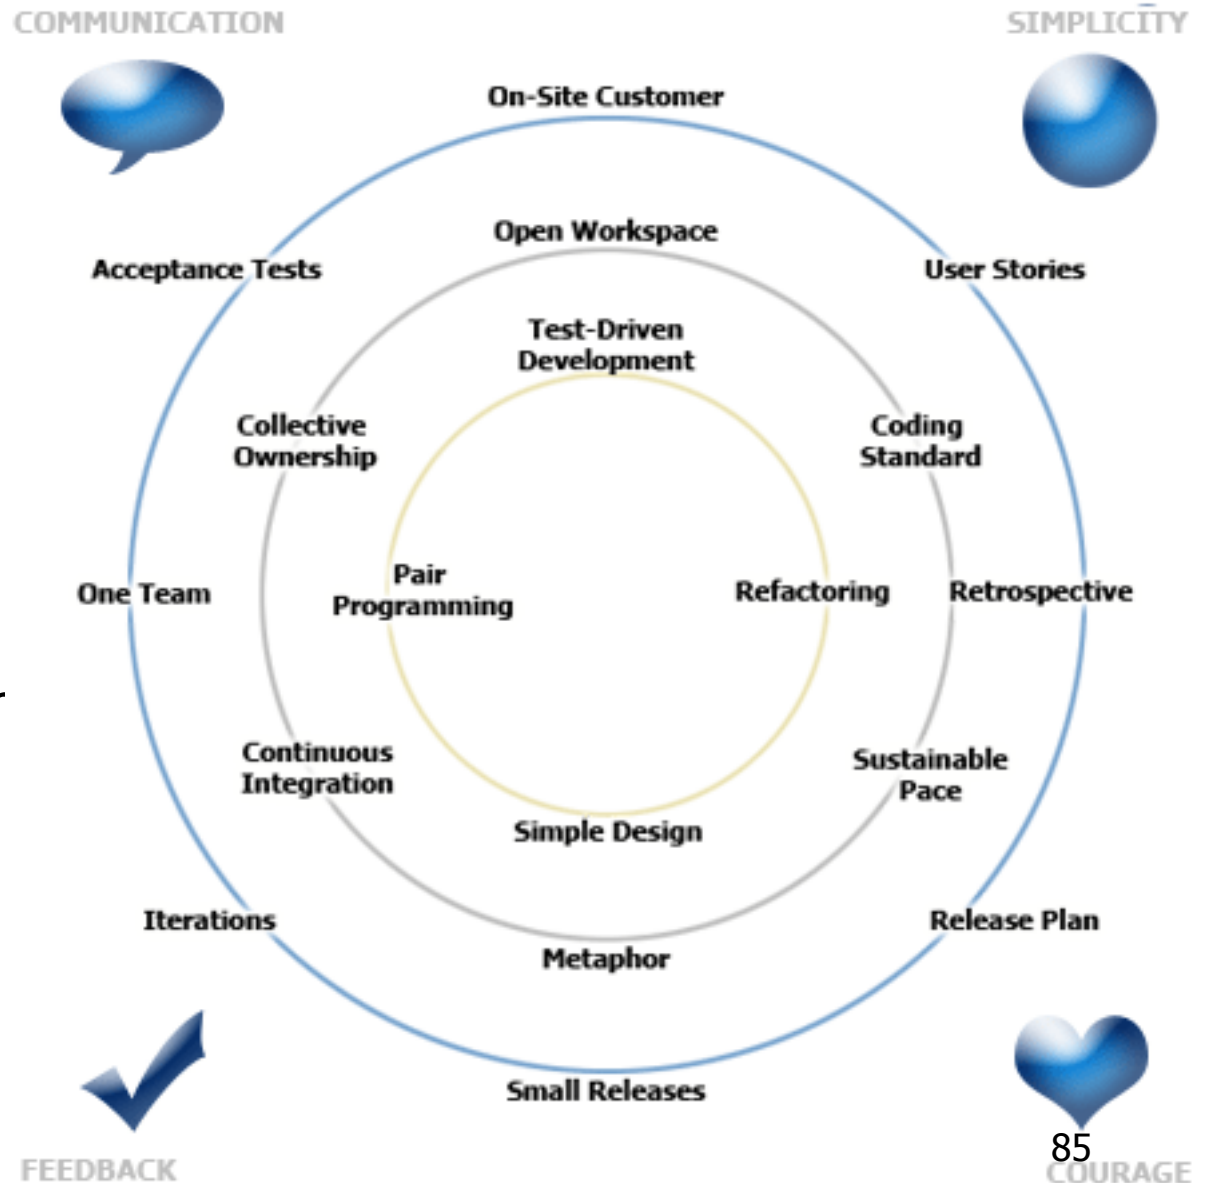 COMMUNICATION
SIMPLICITY
On-Site Customer
Open Workspace
Acceptance Tests
User Stories
Test-Driven
Development
Collective
Ownership
Coding
Standard
One Team
Pair
Programming
Refactoring
Retrospective
Continuous
Integration
Sustainable
Pace
Simple Design
Iterations
Release Plan
Metaphor
Small Releases
85
FEEDBACK
COURAGE